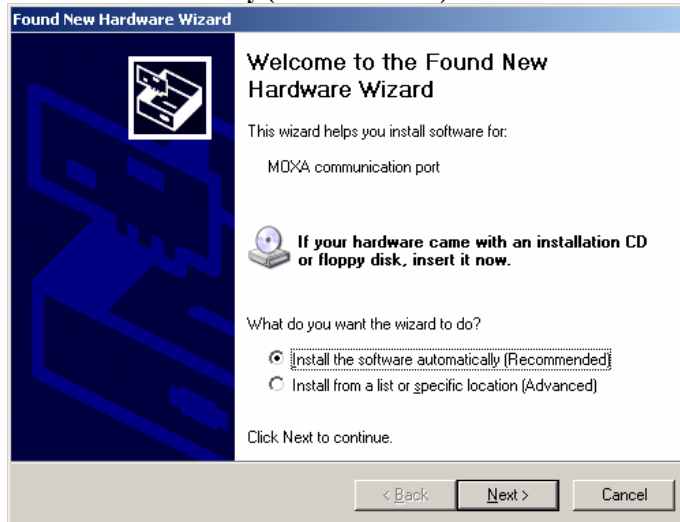 Found New Hardware Wizard
Welcome to the Found New
Hardware Wizard
This wizard helps you install software for:
MOXA communication port
If your hardware came with an installation CD
or floppy disk, insert it now.
What do you want the wizard to do?
Install the software automatically (Recommended)
Install from a list or specific location (Advanced)
Click Next to continue.
< Back Next > Cancel